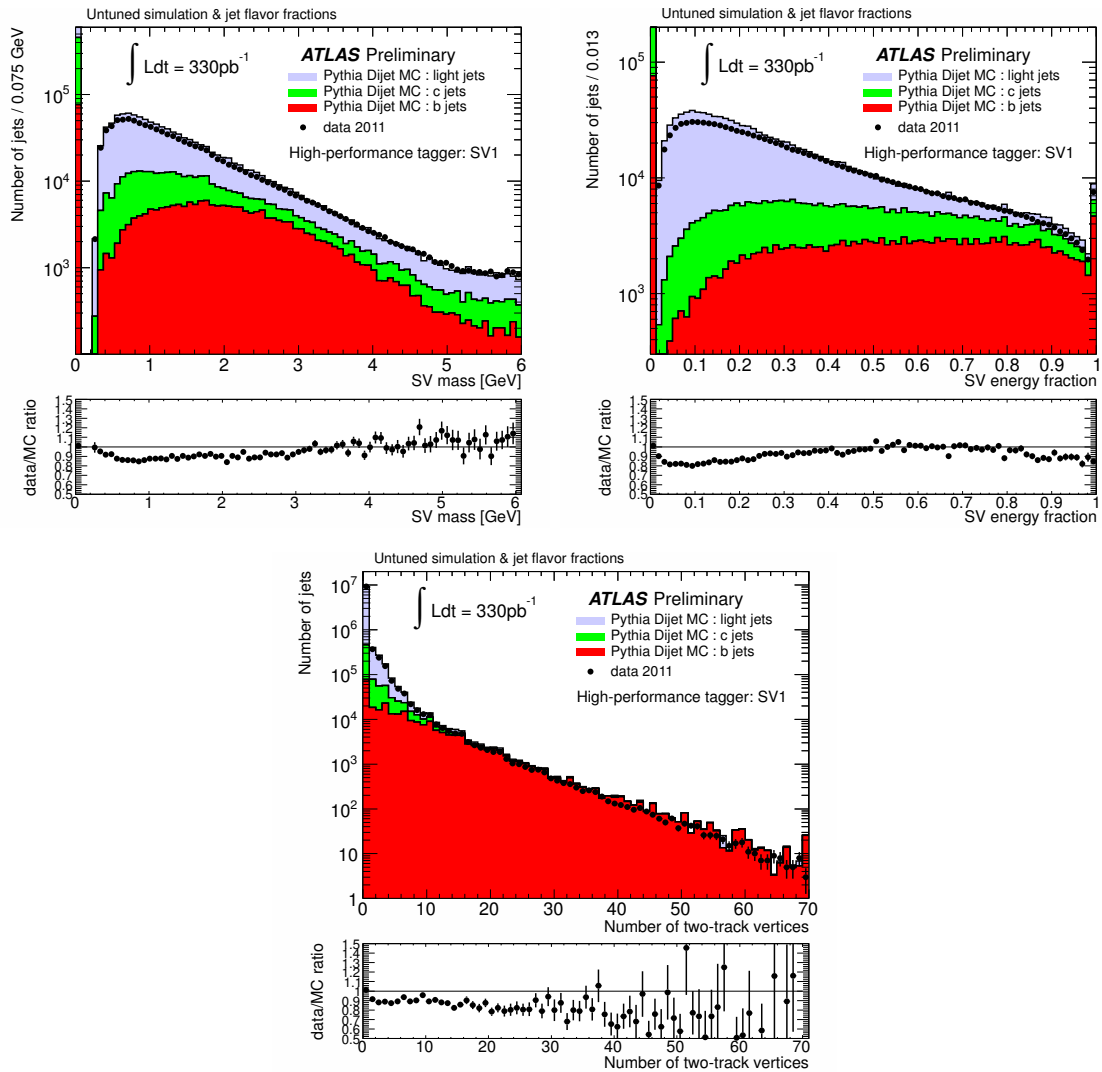 Untuned simulation & jet flavor fractions
Number of jets / 0.075 GeV
∫ Ldt = 330pb⁻¹
ATLAS Preliminary
Pythia Dijet MC : light jets
Pythia Dijet MC : c jets
Pythia Dijet MC : b jets
data 2011
High-performance tagger: SV1
10⁵
10⁴
10³
0 1 2 3 4 5 6
SV mass [GeV]
data/MC ratio
1.5
1.4
1.3
1.2
1.1
1
0.9
0.8
0.7
0.6
0.5
0 1 2 3 4 5 6
SV mass [GeV]
Untuned simulation & jet flavor fractions
Number of jets / 0.013
∫ Ldt = 330pb⁻¹
ATLAS Preliminary
Pythia Dijet MC : light jets
Pythia Dijet MC : c jets
Pythia Dijet MC : b jets
data 2011
High-performance tagger: SV1
10⁵
10⁴
10³
0 0.1 0.2 0.3 0.4 0.5 0.6 0.7 0.8 0.9 1
SV energy fraction
data/MC ratio
1.5
1.4
1.3
1.2
1.1
1
0.9
0.8
0.7
0.6
0.5
0 0.1 0.2 0.3 0.4 0.5 0.6 0.7 0.8 0.9 1
SV energy fraction
Untuned simulation & jet flavor fractions
Number of jets
∫ Ldt = 330pb⁻¹
ATLAS Preliminary
Pythia Dijet MC : light jets
Pythia Dijet MC : c jets
Pythia Dijet MC : b jets
data 2011
High-performance tagger: SV1
10⁷
10⁶
10⁵
10⁴
10³
10²
10
1
0 10 20 30 40 50 60 70
Number of two-track vertices
data/MC ratio
1.5
1.4
1.3
1.2
1.1
1
0.9
0.8
0.7
0.6
0.5
0 10 20 30 40 50 60 70
Number of two-track vertices